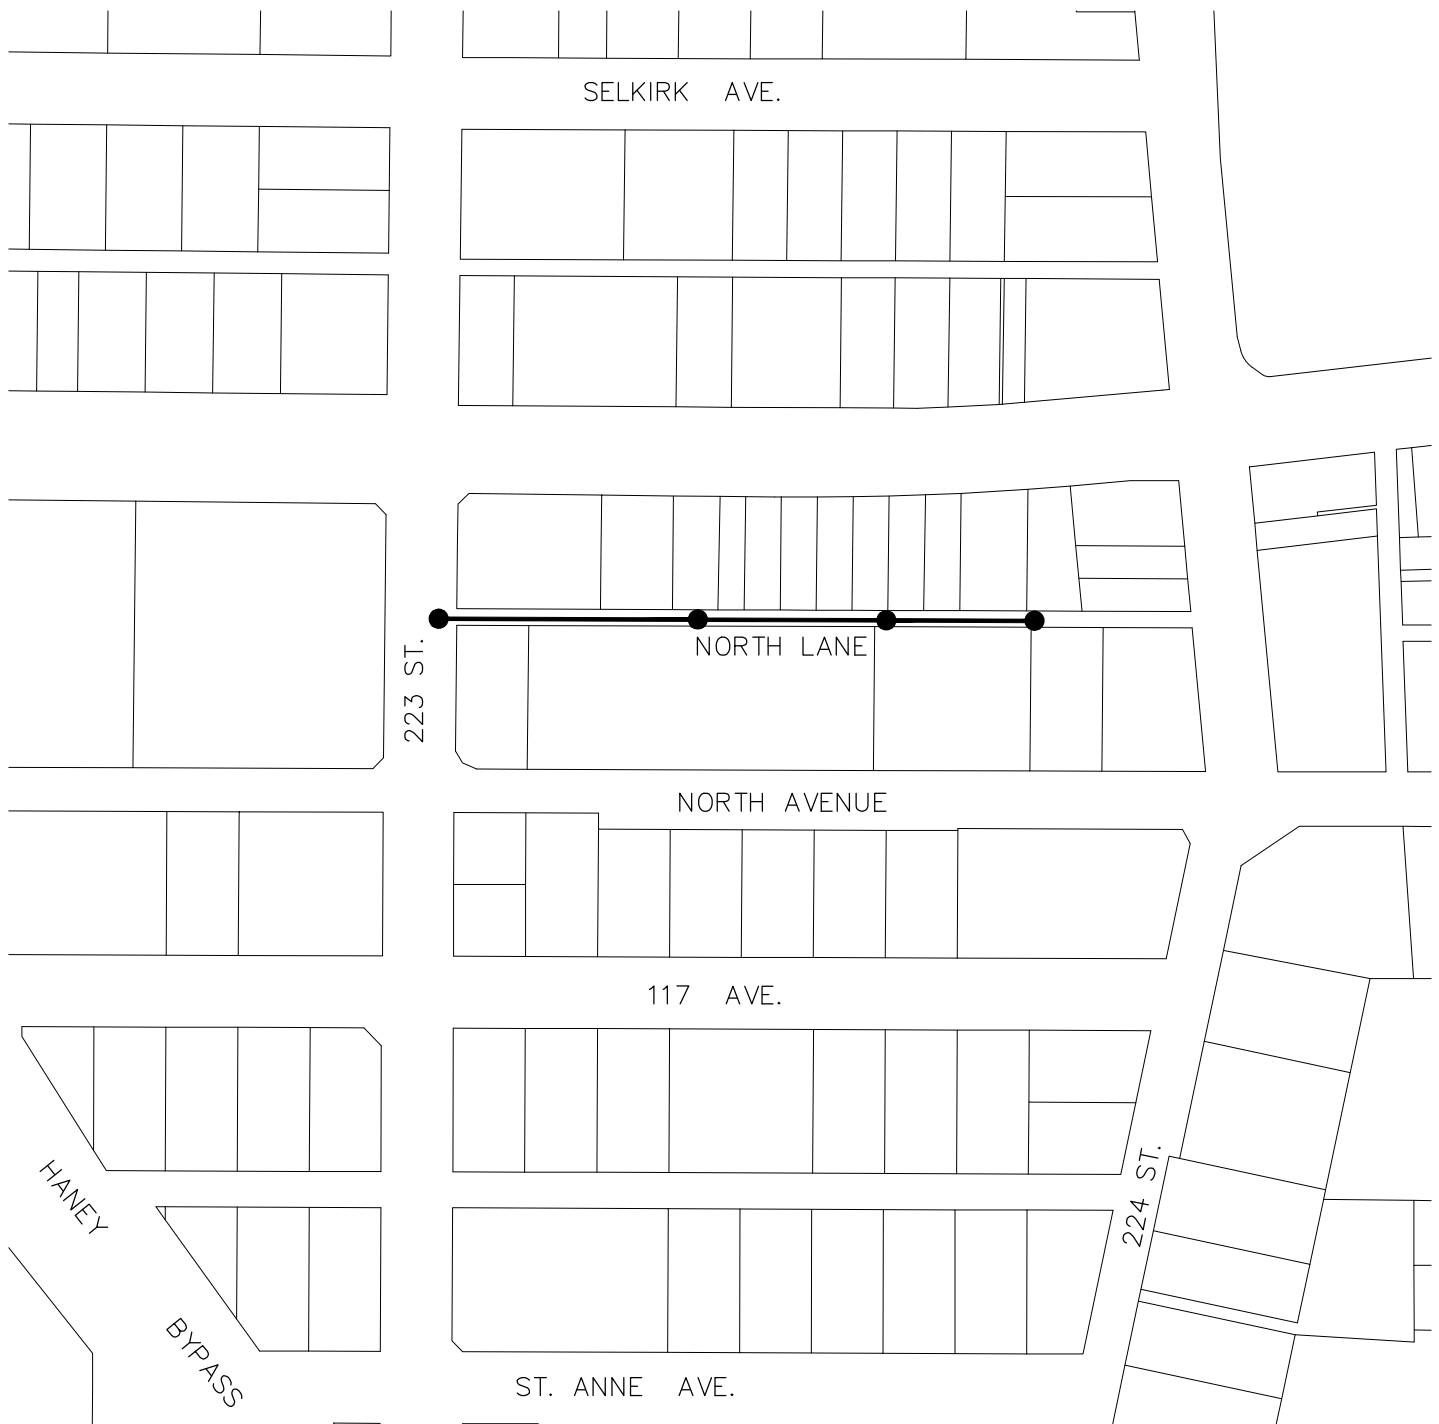 SELKIRK AVE.
NORTH LANE
223 ST.
NORTH AVENUE
117 AVE.
224 ST.
HANEY
BYPASS
ST. ANNE AVE.